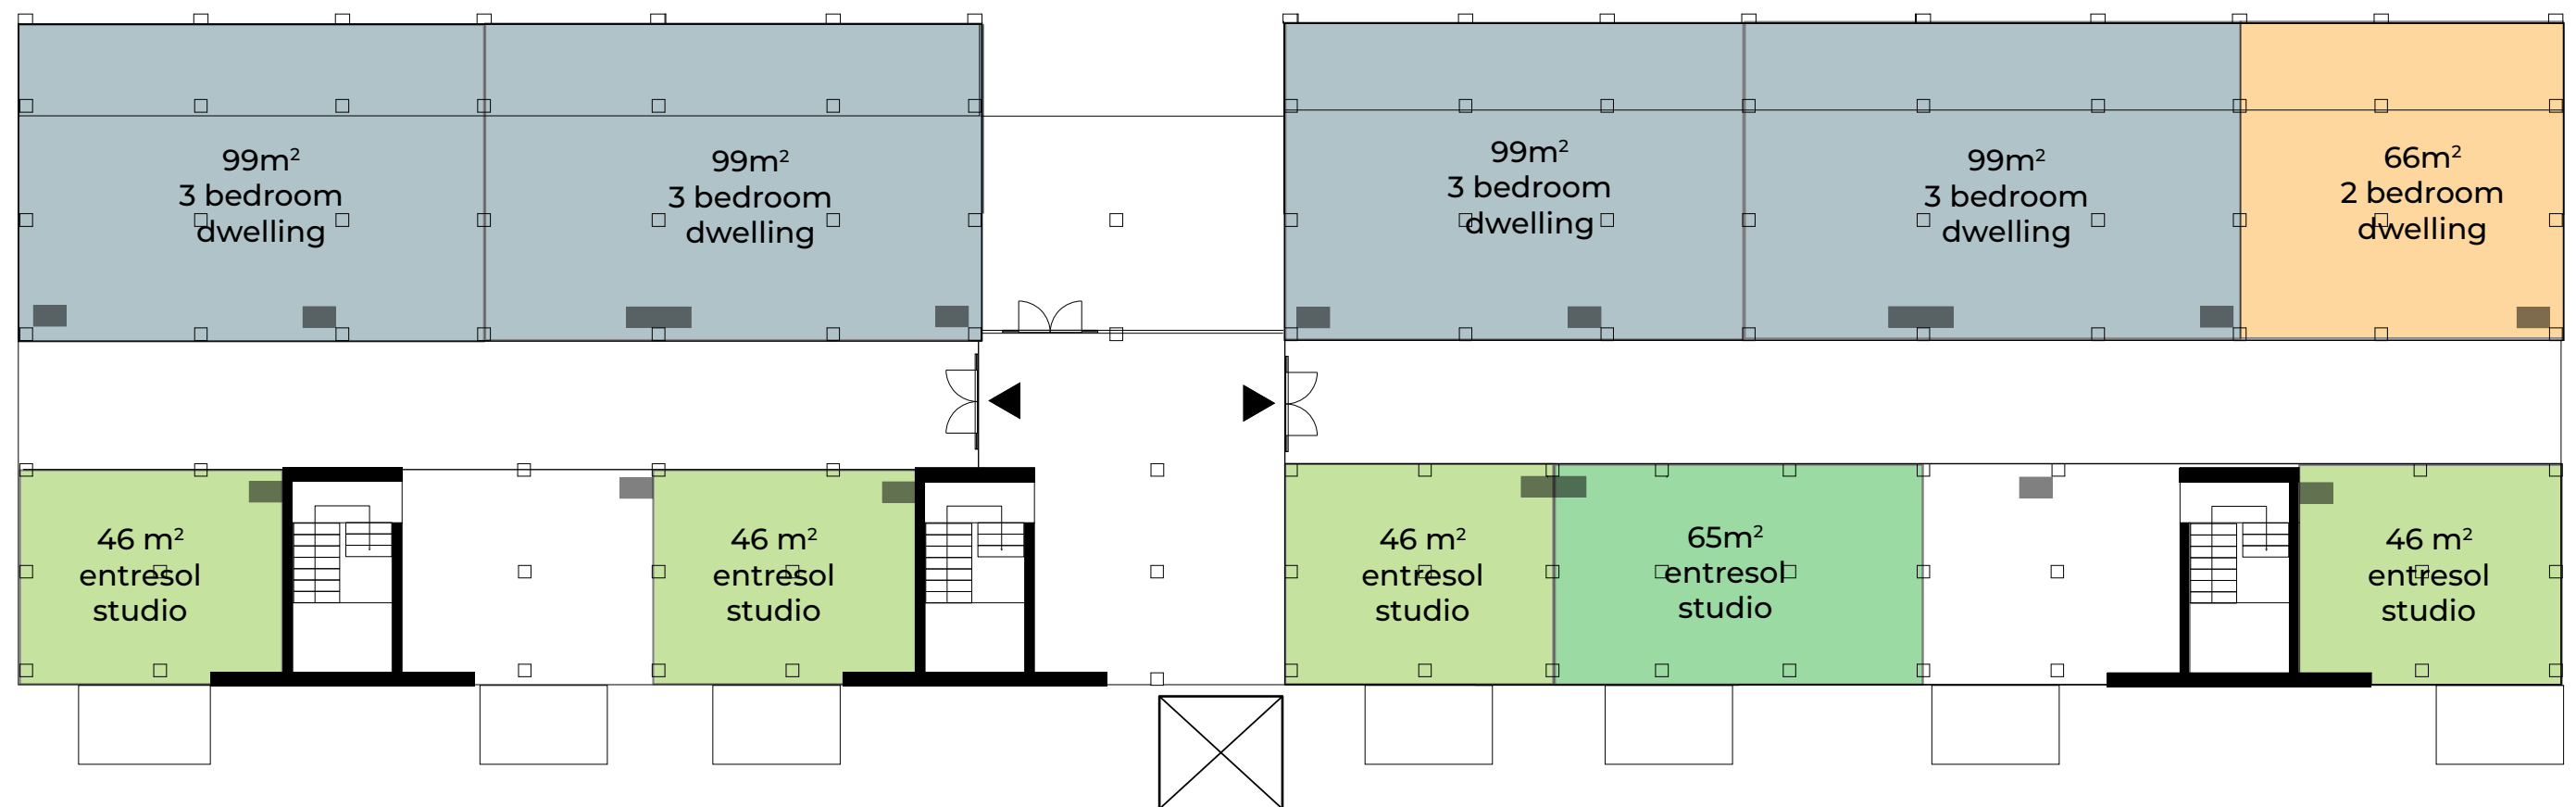 99m²
3 bedroom
dwelling
99m²
3 bedroom
dwelling
99m²
3 bedroom
dwelling
99m²
3 bedroom
dwelling
66m²
2 bedroom
dwelling
46 m²
entresol
studio
46 m²
entresol
studio
46 m²
entresol
studio
65m²
entresol
studio
46 m²
entresol
studio